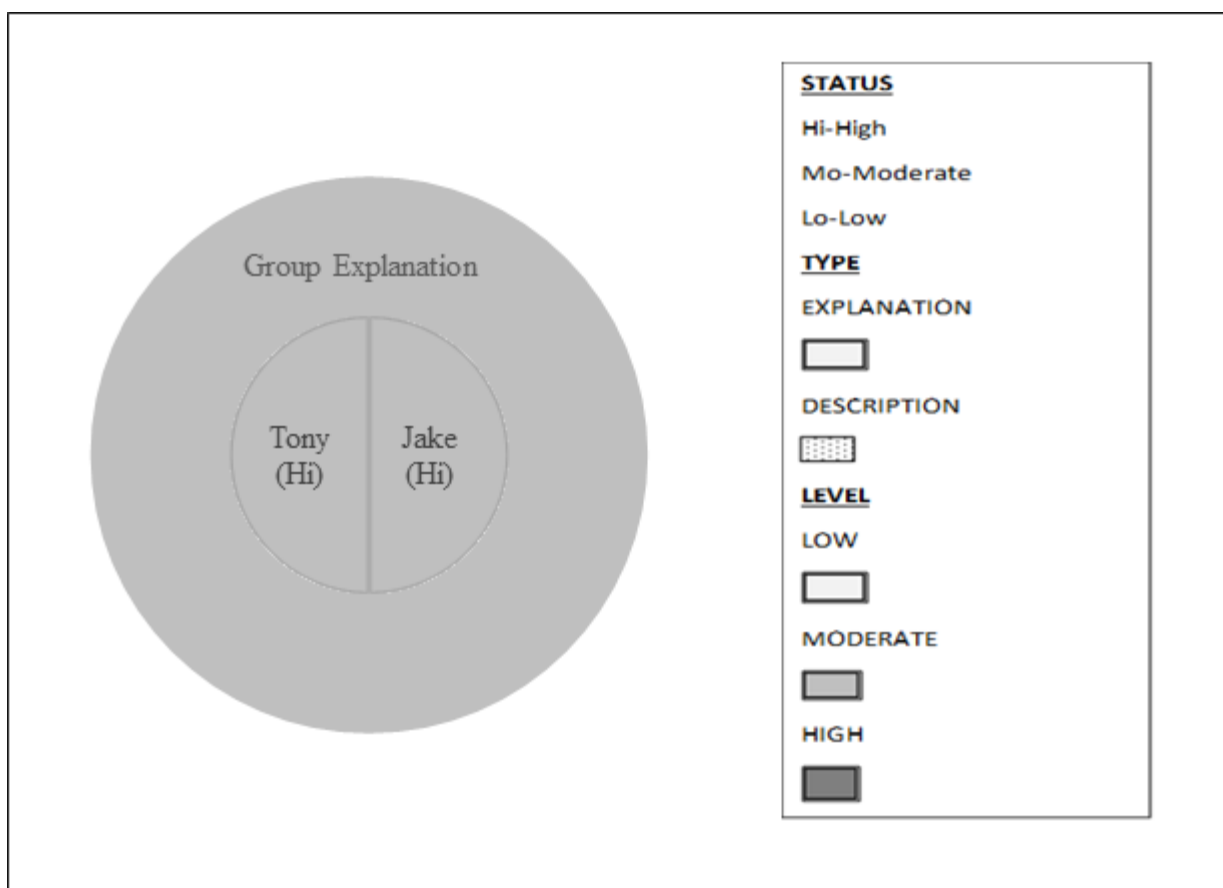 Group Explanation
Tony
(Hi)
Jake
(Hi)
STATUS
Hi-High
Mo-Moderate
Lo-Low
TYPE
EXPLANATION
DESCRIPTION
LEVEL
LOW
MODERATE
HIGH